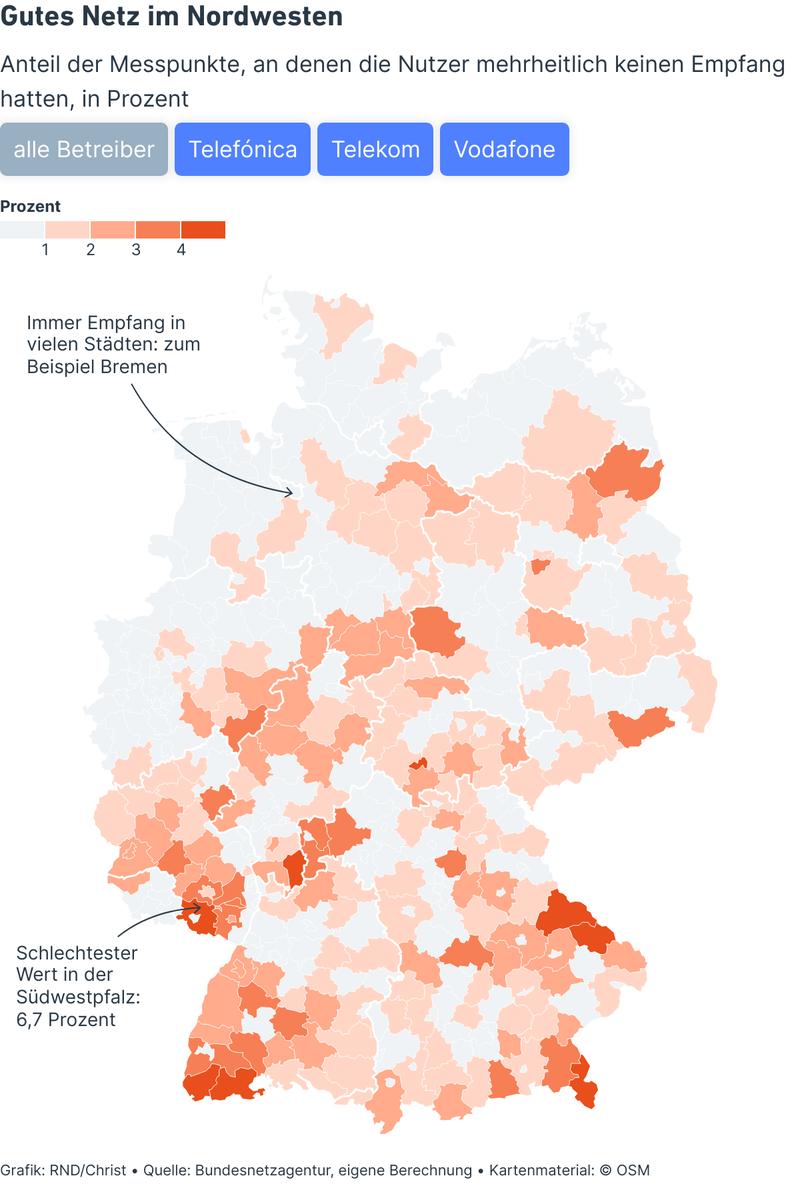 Gutes Netz im Nordwesten
Anteil der Messpunkte, an denen die Nutzer mehrheitlich keinen Empfang
hatten, in Prozent
alle Betreiber
Telefónica
Telekom
Vodafone
Prozent
1 2 3 4
Immer Empfang in
vielen Städten: zum
Beispiel Bremen
Schlechtester
Wert in der
Südwestpfalz:
6,7 Prozent
Grafik: RND/Christ • Quelle: Bundesnetzagentur, eigene Berechnung • Kartenmaterial: © OSM